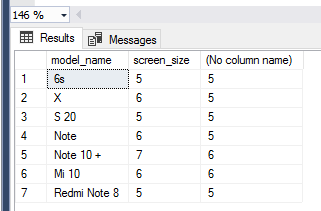 146 %
Results Messages
model_name screen_size (No column name)
1 6s 5 5
2 X 6 5
3 S 20 5 5
4 Note 6 5
5 Note 10 + 7 6
6 Mi 10 6 6
7 Redmi Note 8 5 5